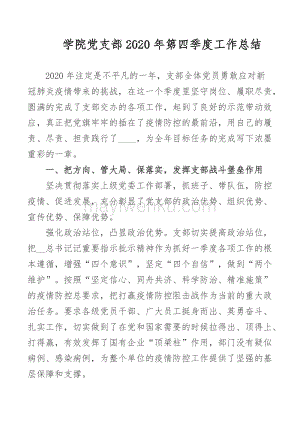 学院党支部 2020 年第四季度工作总结
2020 年注定是不平凡的一年，支部全体党员勇敢应对新
冠肺炎疫情带来的挑战，在这一个季度里坚守岗位、履职尽责，
圆满的完成了支部交办的各项工作，起到了良好的示范带动效
应，真正把党旗牢牢的插在了疫情防控的最前沿，用自己的履
责、尽责、担责践行了____，为全年目标任务的完成写下浓墨
重彩的一章。
一、把方向、管大局、保落实，发挥支部战斗堡垒作用
坚决贯彻落实上级党委工作部署，抓班子、带队伍，防控
疫情、促进发展，充分彰显了党支部的政治优势、组织优势、
宣传优势、保障优势。
强化政治站位，凸显政治优势。支部切实提高政治站位，
把__总书记记重要指示批示精神作为抓好一季度各项工作的根
本遵循，增强“四个意识”，坚定“四个自信”，做到“两个
维护”。按照“坚定信心、同舟共济、科学防治、精准施策”
的疫情防控总要求，把打赢疫情防控阻击战作为当前的重大政
治任务。要求各级党员干部、广大员工挺身而出、英勇奋斗、
扎实工作，切实做到了在党和国家需要的时候拉得出、顶得上、
打得赢，有效发挥了国有企业“顶梁柱”作用，部门没有疑似病
例、感染病例，为整个单位的疫情防控工作提供了坚强的基
层保障和支撑。